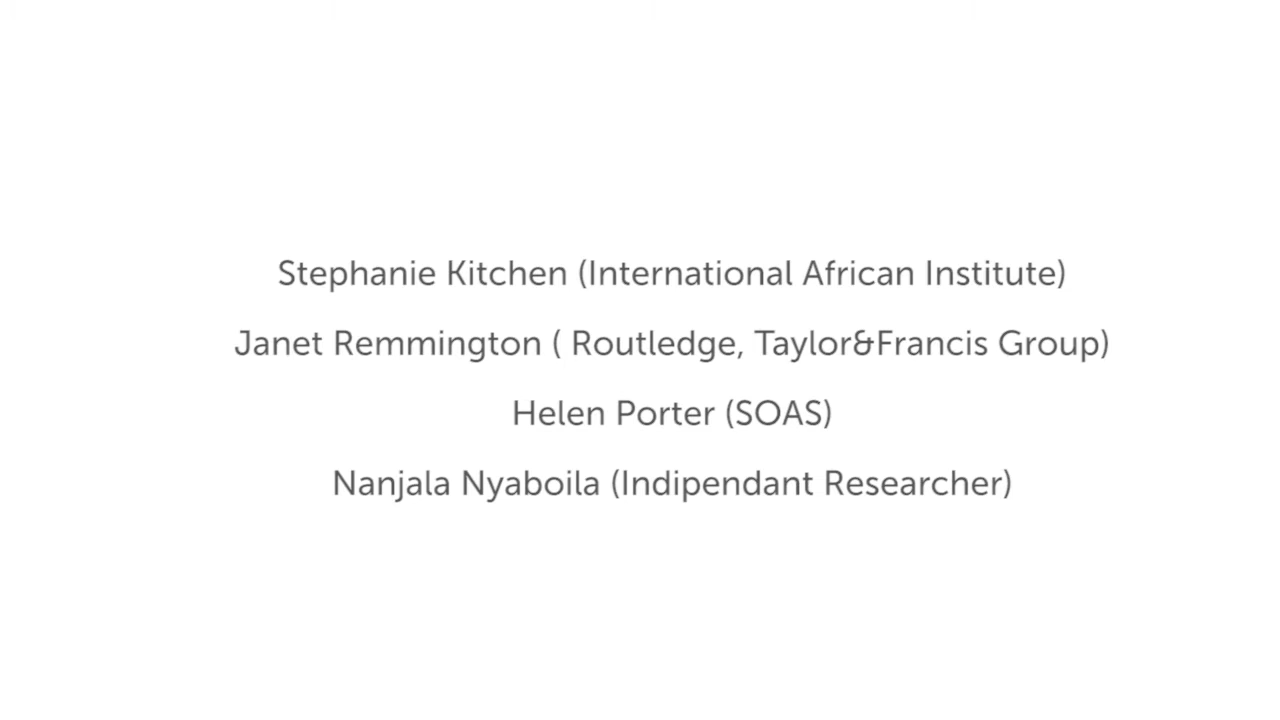 Stephanie Kitchen (International African Institute)
Janet Remmington ( Routledge, Taylor&Francis Group)
Helen Porter (SOAS)
Nanjala Nyaboila (Indipendant Researcher)